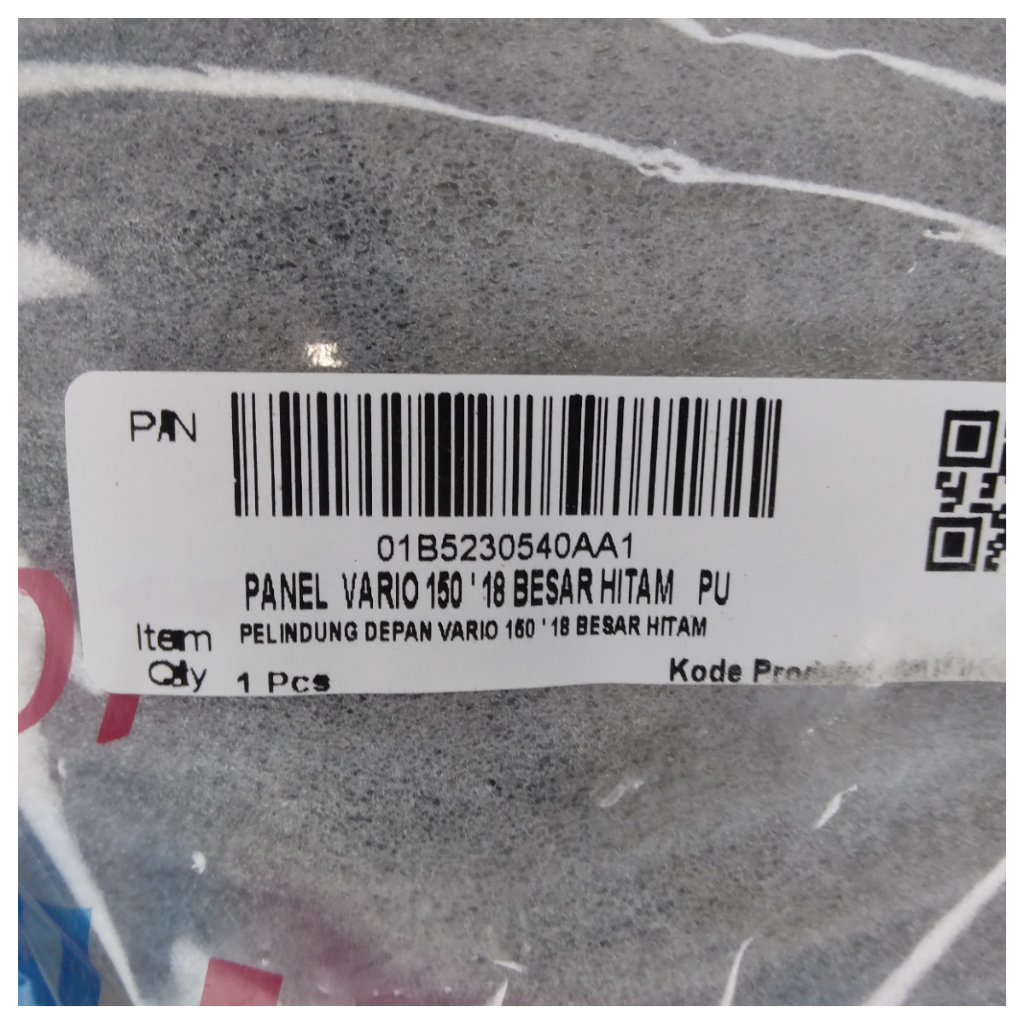 P/N
01B5230540AA1
PANEL VARIO 150 '18 BESAR HITAM PU
Item PELINDUNG DEPAN VARIO 150 '18 BESAR HITAM
Qty 1 Pcs Kode Produksi